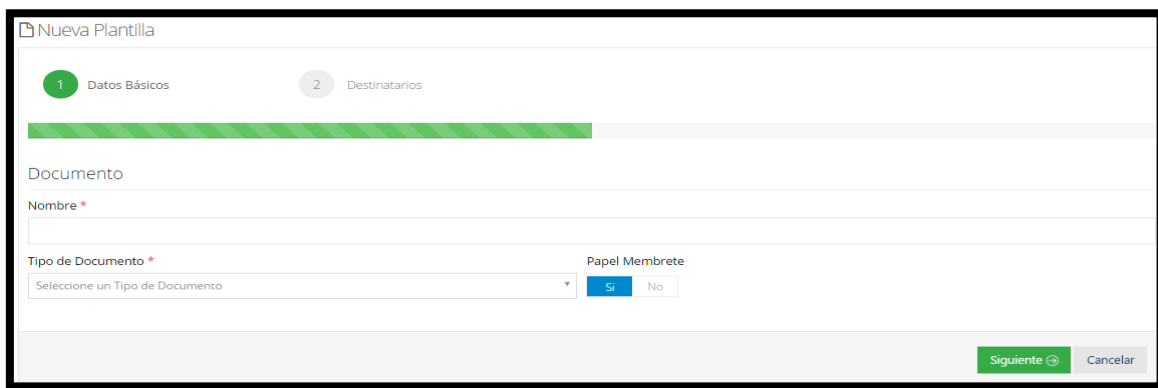 Nueva Plantilla
1 Datos Básicos 2 Destinatarios
Documento
Nombre *
Tipo de Documento * Papel Membrete
Seleccione un Tipo de Documento Si No
Siguiente Cancelar